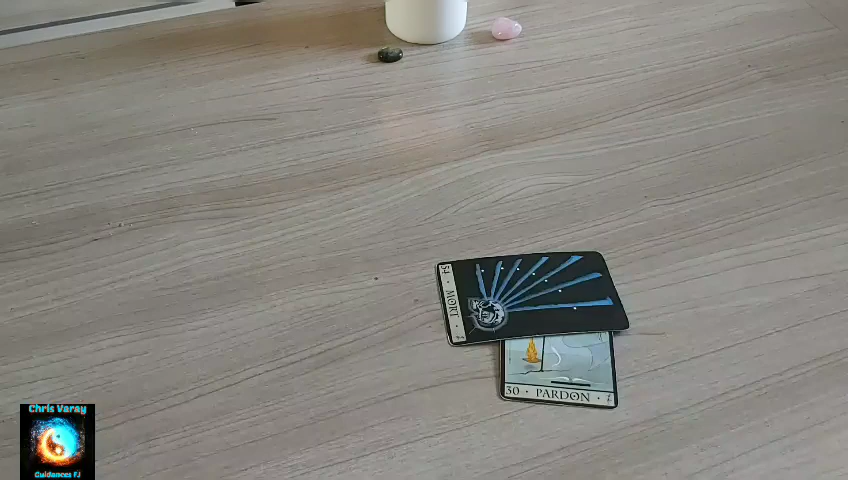 54 · MORT ·
30 · PARDON ·
Chris Varay
Guidances FJ